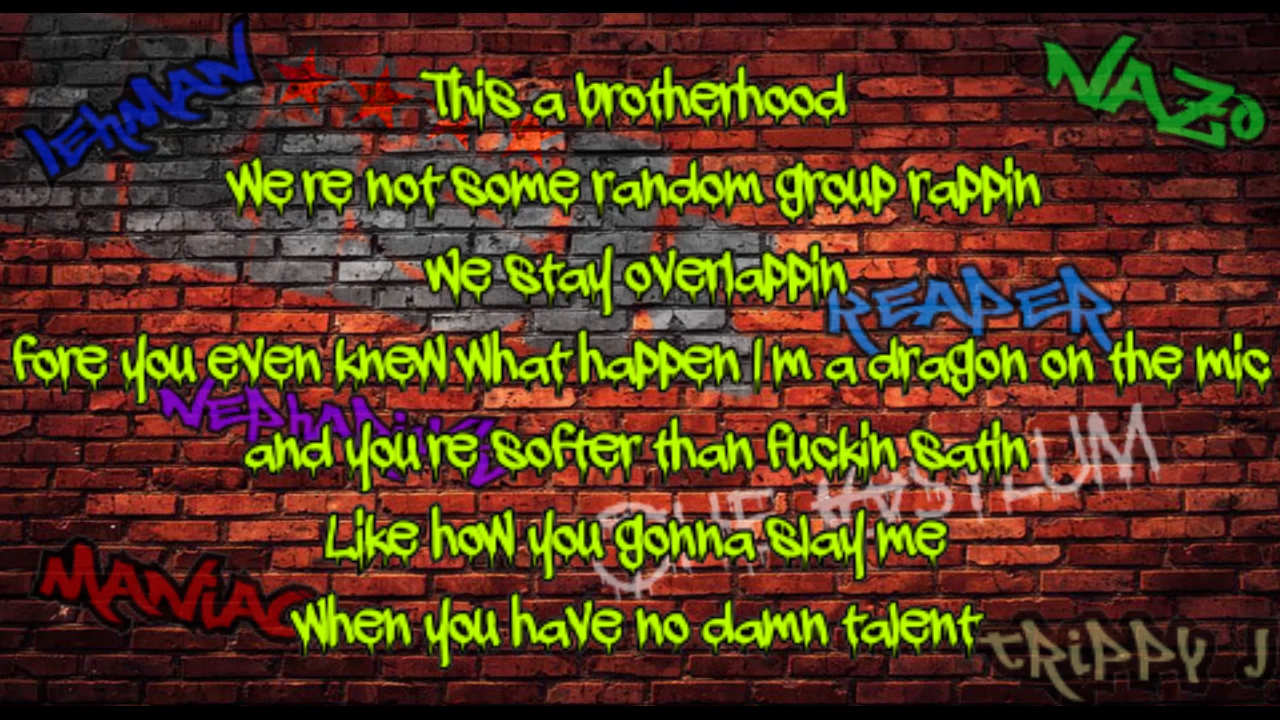 LEHMAN
NAZO
This a brotherhood
We're not some random group rappin
We stay overlappin
REAPER
fore you even knew what happen I'm a dragon on the mic
NEPHARIUS
and you're softer than fuckin satin
THE ASYLUM
Like how you gonna slay me
MANIAC
When you have no damn talent
TRIPPY J